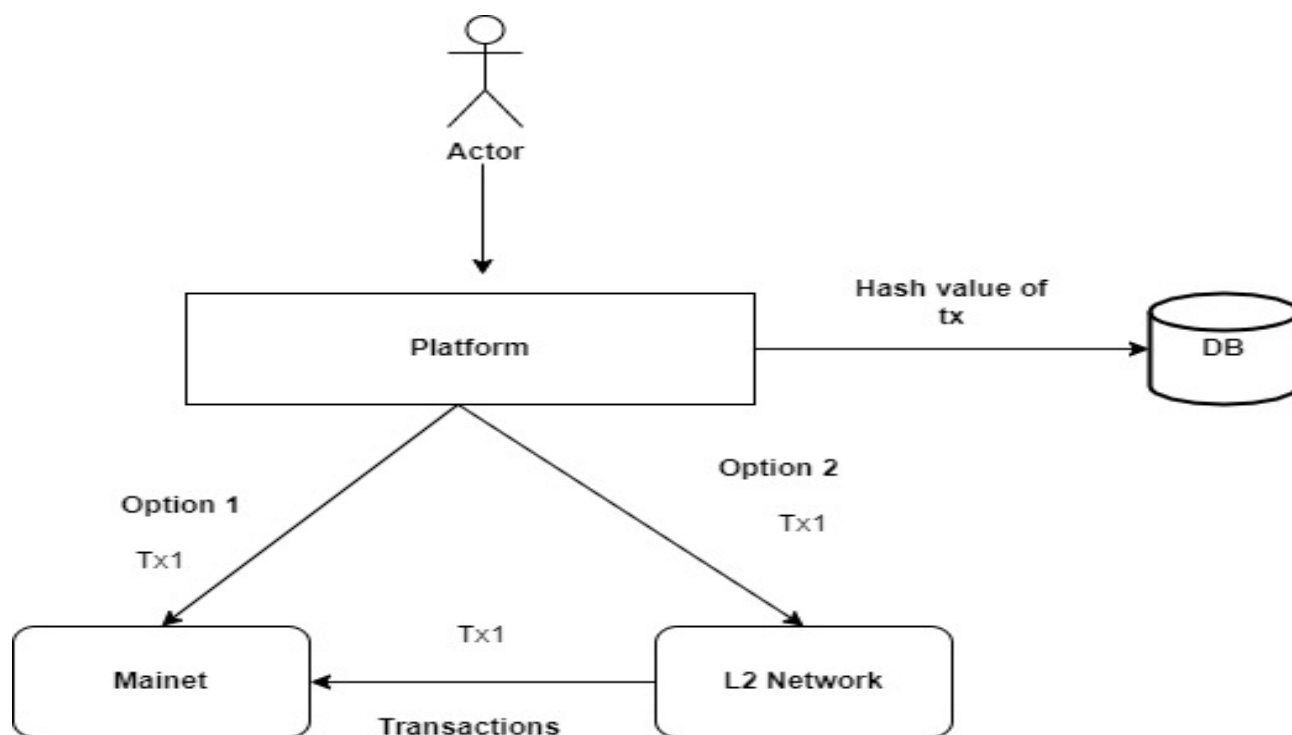 Actor
Hash value of
tx
Platform
DB
Option 2
Option 1
Tx1
Tx1
Tx1
Mainet
L2 Network
Transactions